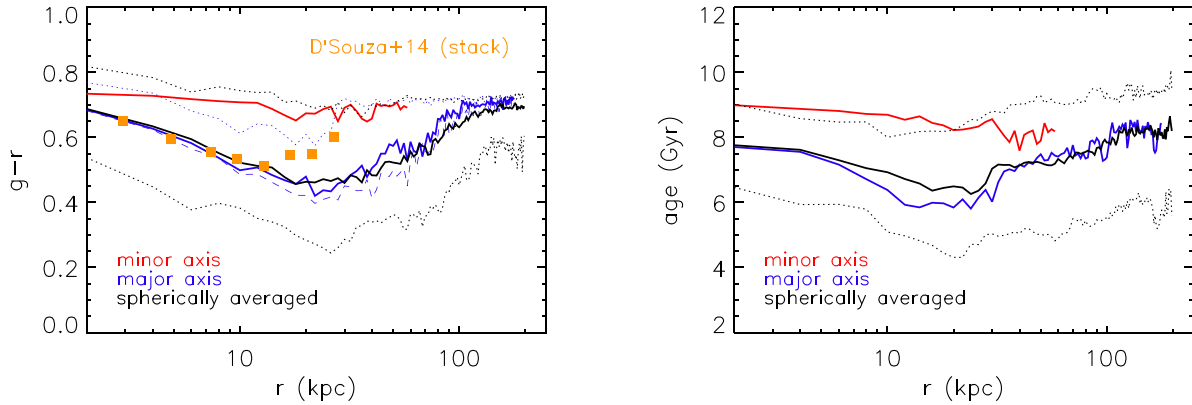 D'Souza+14 (stack)
g-r
1.0
0.8
0.6
0.4
0.2
0.0
minor axis
major axis
spherically averaged
10
100
r (kpc)
age (Gyr)
12
10
8
6
4
2
minor axis
major axis
spherically averaged
10
100
r (kpc)